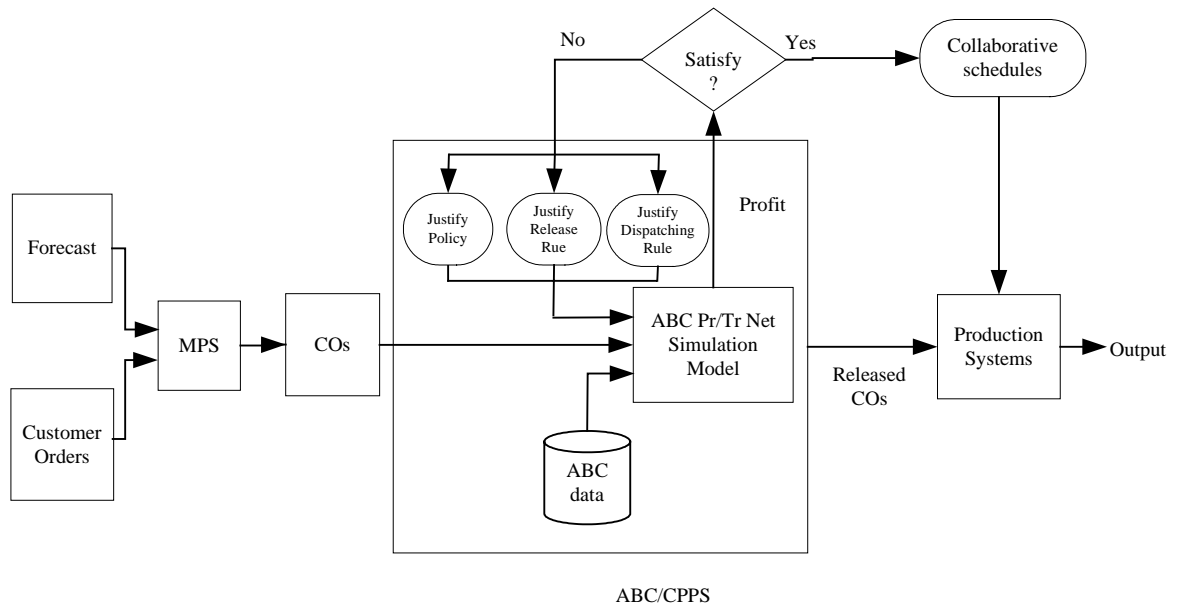 No
Satisfy
?
Yes
Collaborative
schedules
Forecast
Customer
Orders
MPS
COs
Justify
Policy
Justify
Release
Rue
Justify
Dispatching
Rule
Profit
ABC Pr/Tr Net
Simulation
Model
ABC
data
Released
COs
Production
Systems
Output
ABC/CPPS